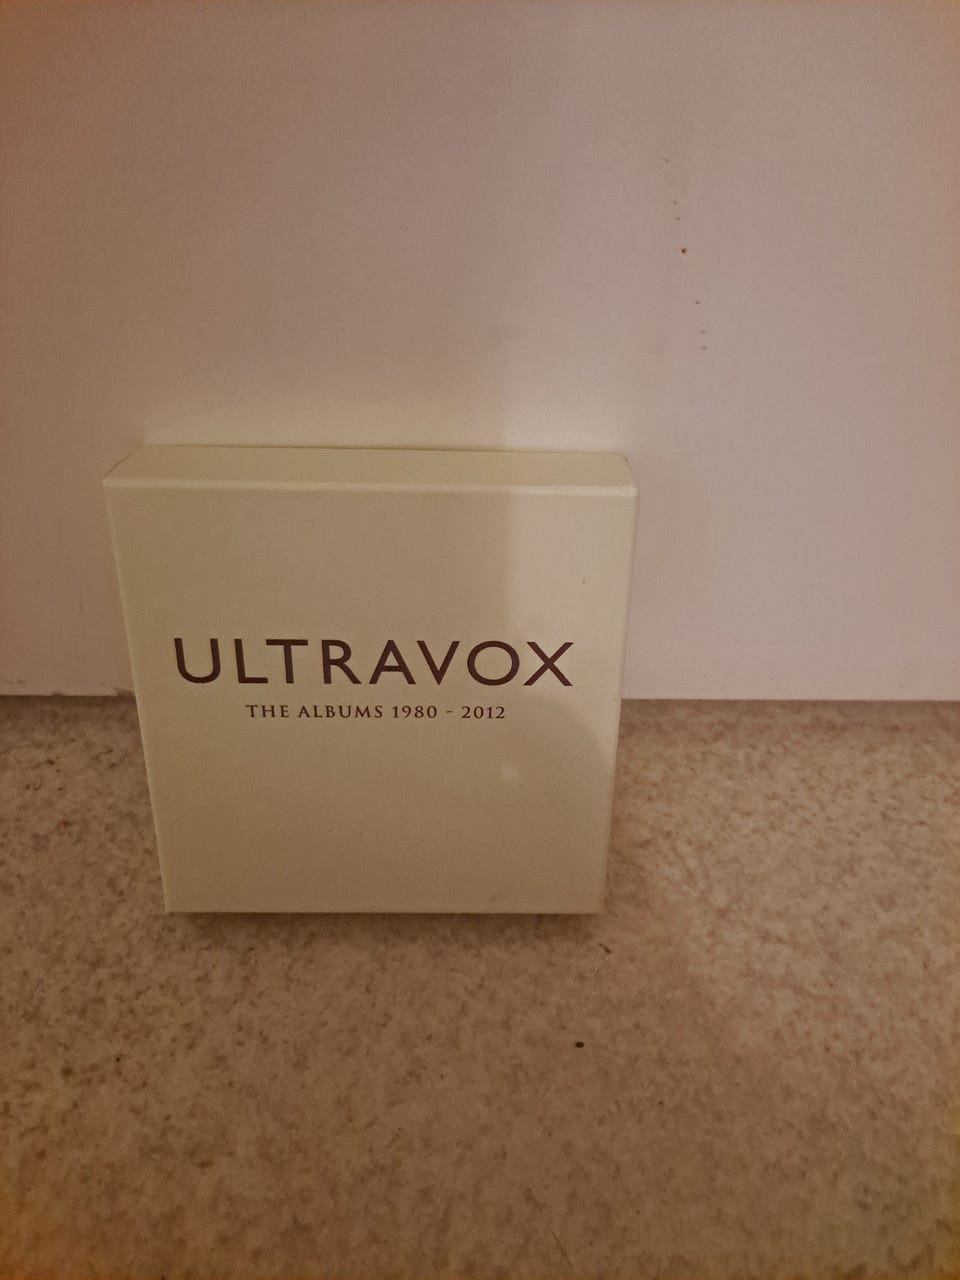 ULTRAVOX
THE ALBUMS 1980 - 2012